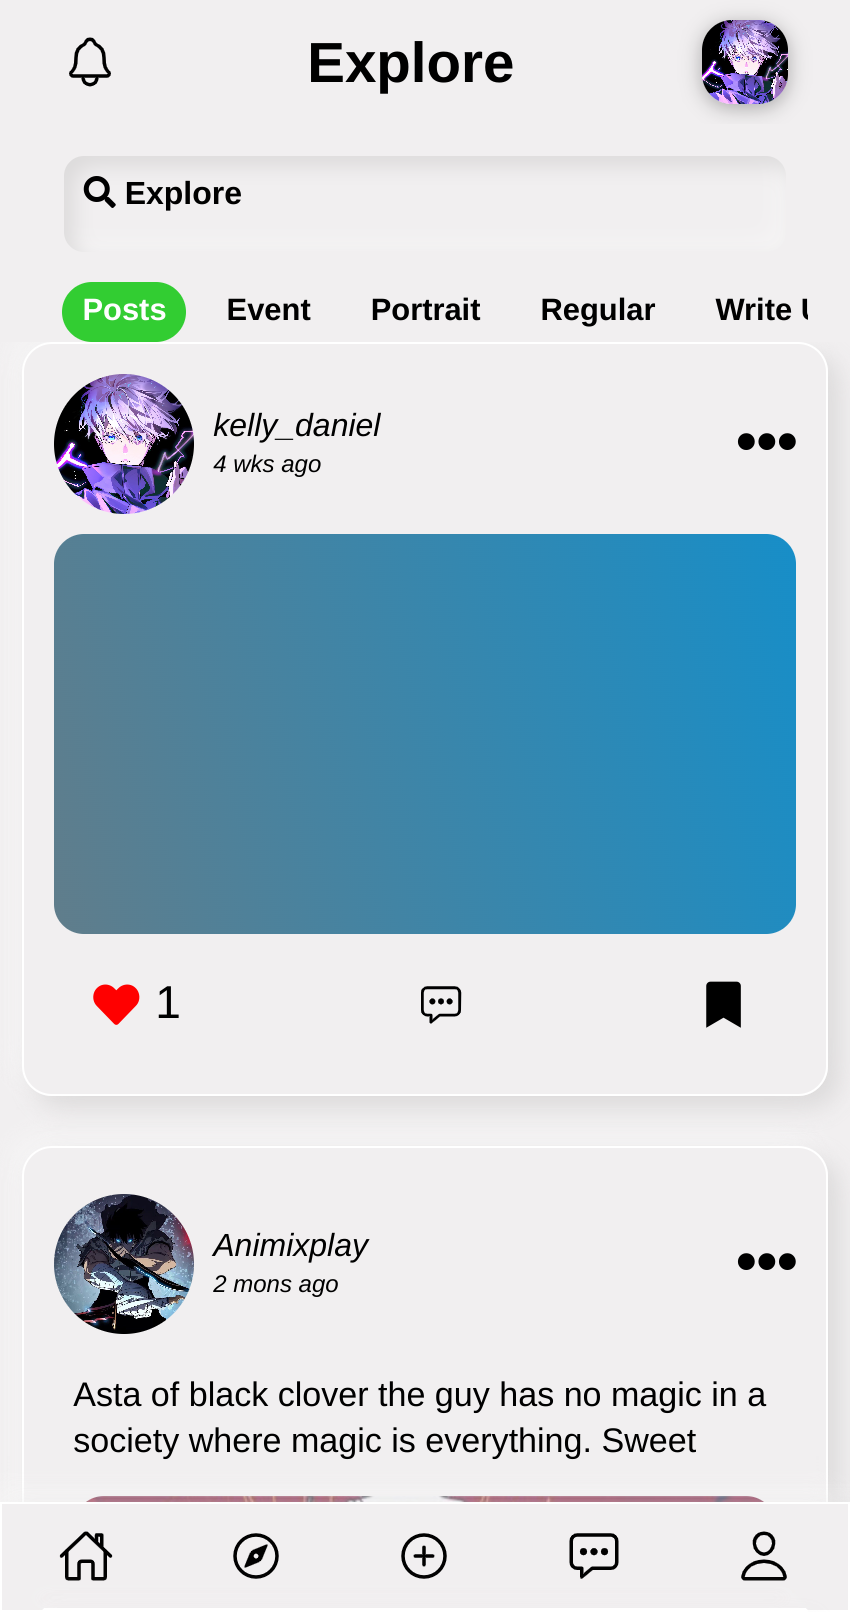 Explore
Explore
Posts Event Portrait Regular Write
kelly_daniel
4 wks ago
1
Animixplay
2 mons ago
Asta of black clover the guy has no magic in a
society where magic is everything. Sweet